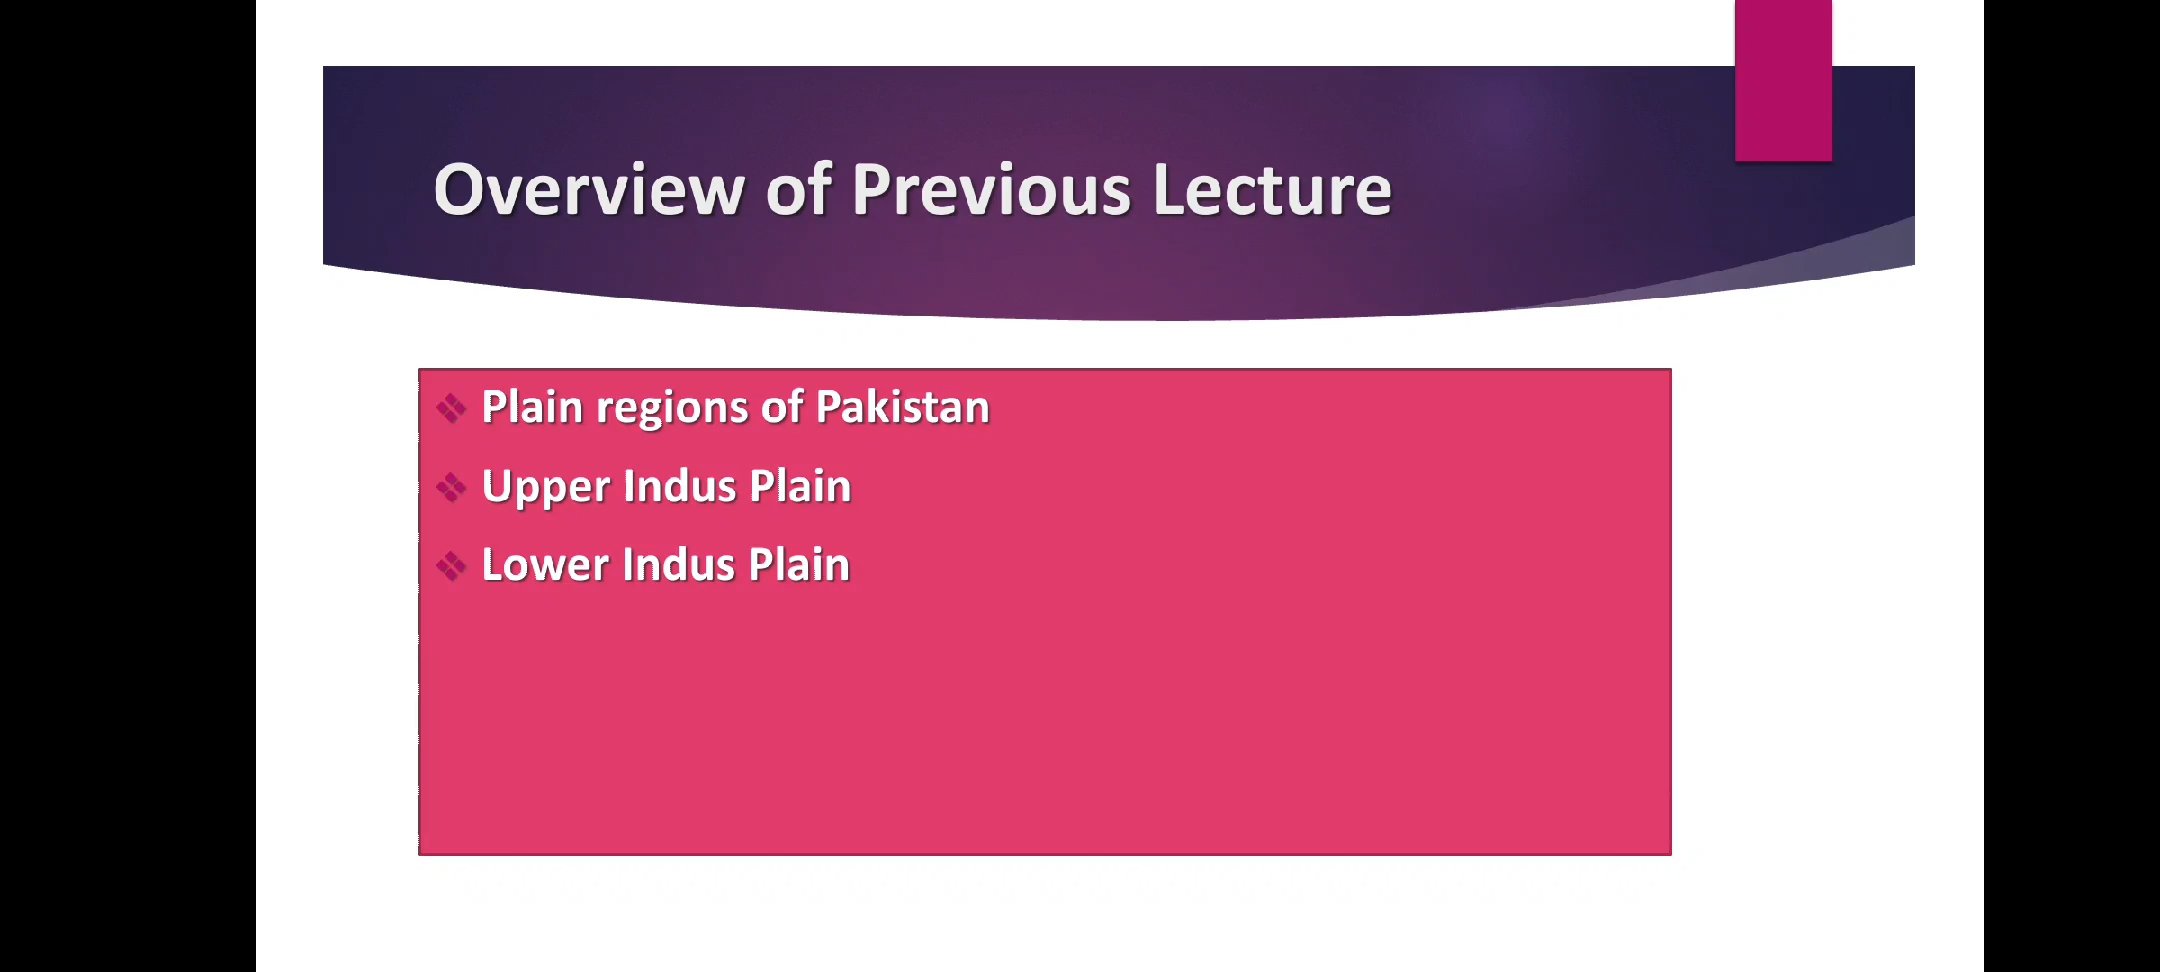 Overview of Previous Lecture
Plain regions of Pakistan
Upper Indus Plain
Lower Indus Plain